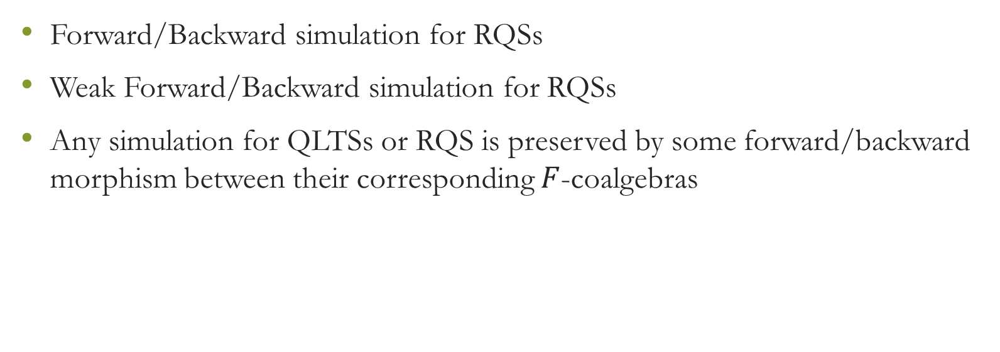 • Forward/Backward simulation for RQSs
• Weak Forward/Backward simulation for RQSs
• Any simulation for QLTSs or RQS is preserved by some forward/backward
morphism between their corresponding F-coalgebras